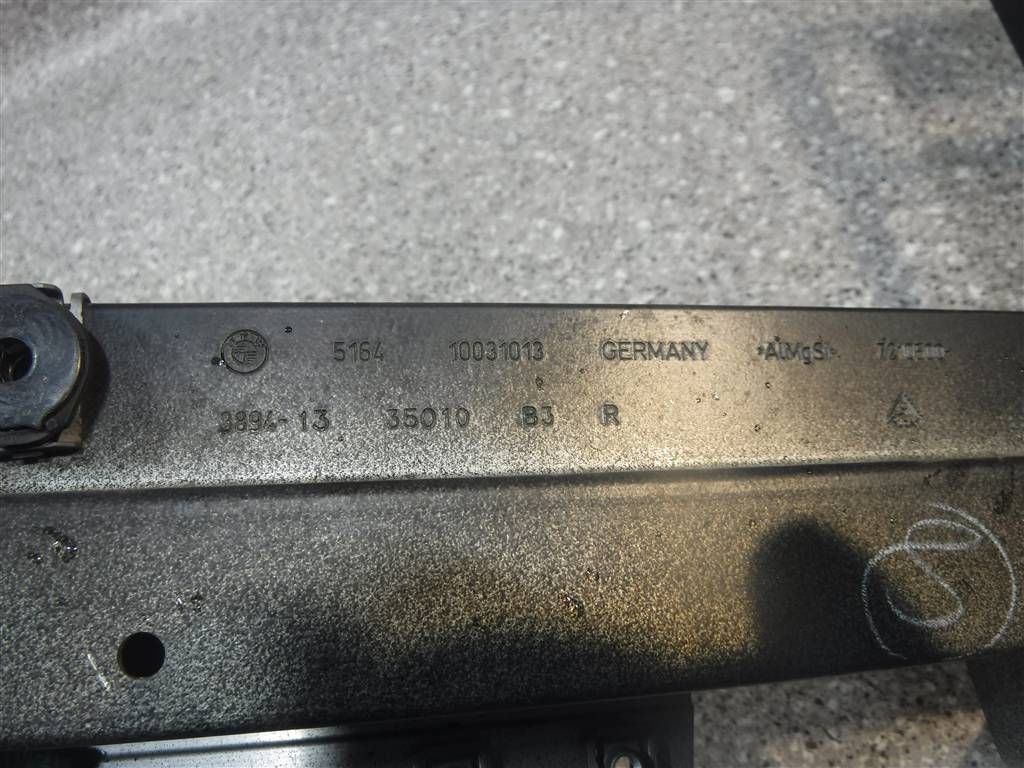 5164 10031013 GERMANY •AlMgSi•
3894-13 35010 B3 R